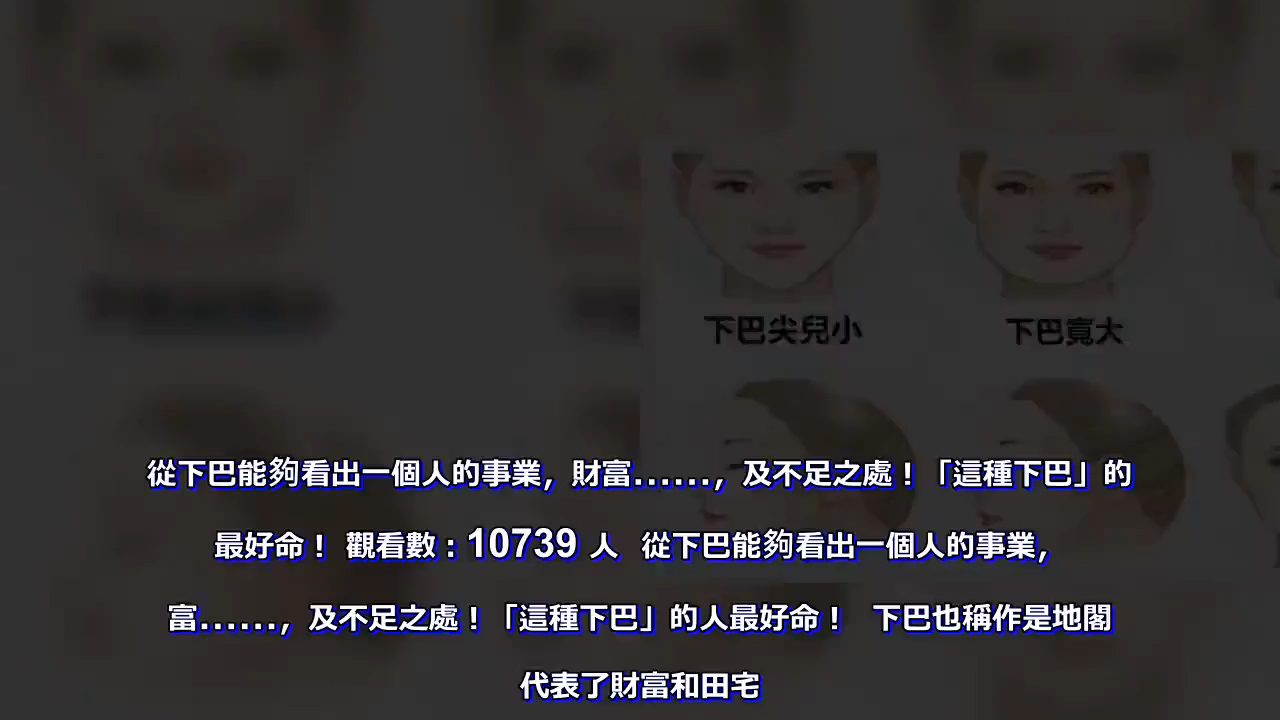 下巴尖兒小
下巴寬大
從下巴能夠看出一個人的事業，財富……，及不足之處！「這種下巴」的
最好命！ 觀看數：10739 人 從下巴能夠看出一個人的事業，
富……，及不足之處！「這種下巴」的人最好命！ 下巴也稱作是地閣
代表了財富和田宅